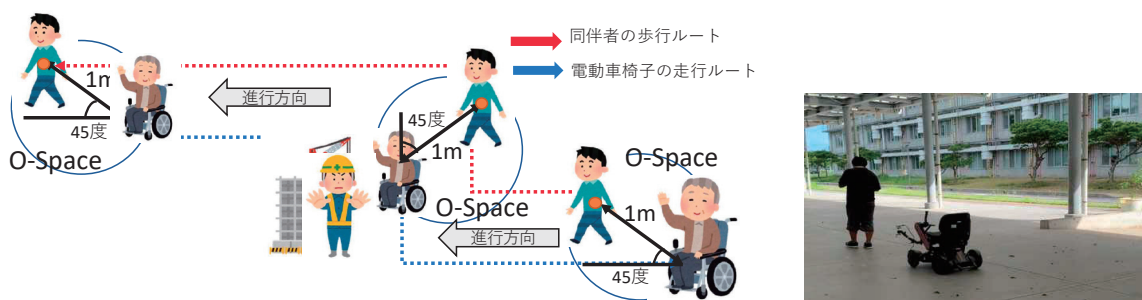 同伴者の歩行ルート
電動車椅子の走行ルート
1m
進行方向
45度
O-Space
45度
1m
O-Space
O-Space
1m
進行方向
45度